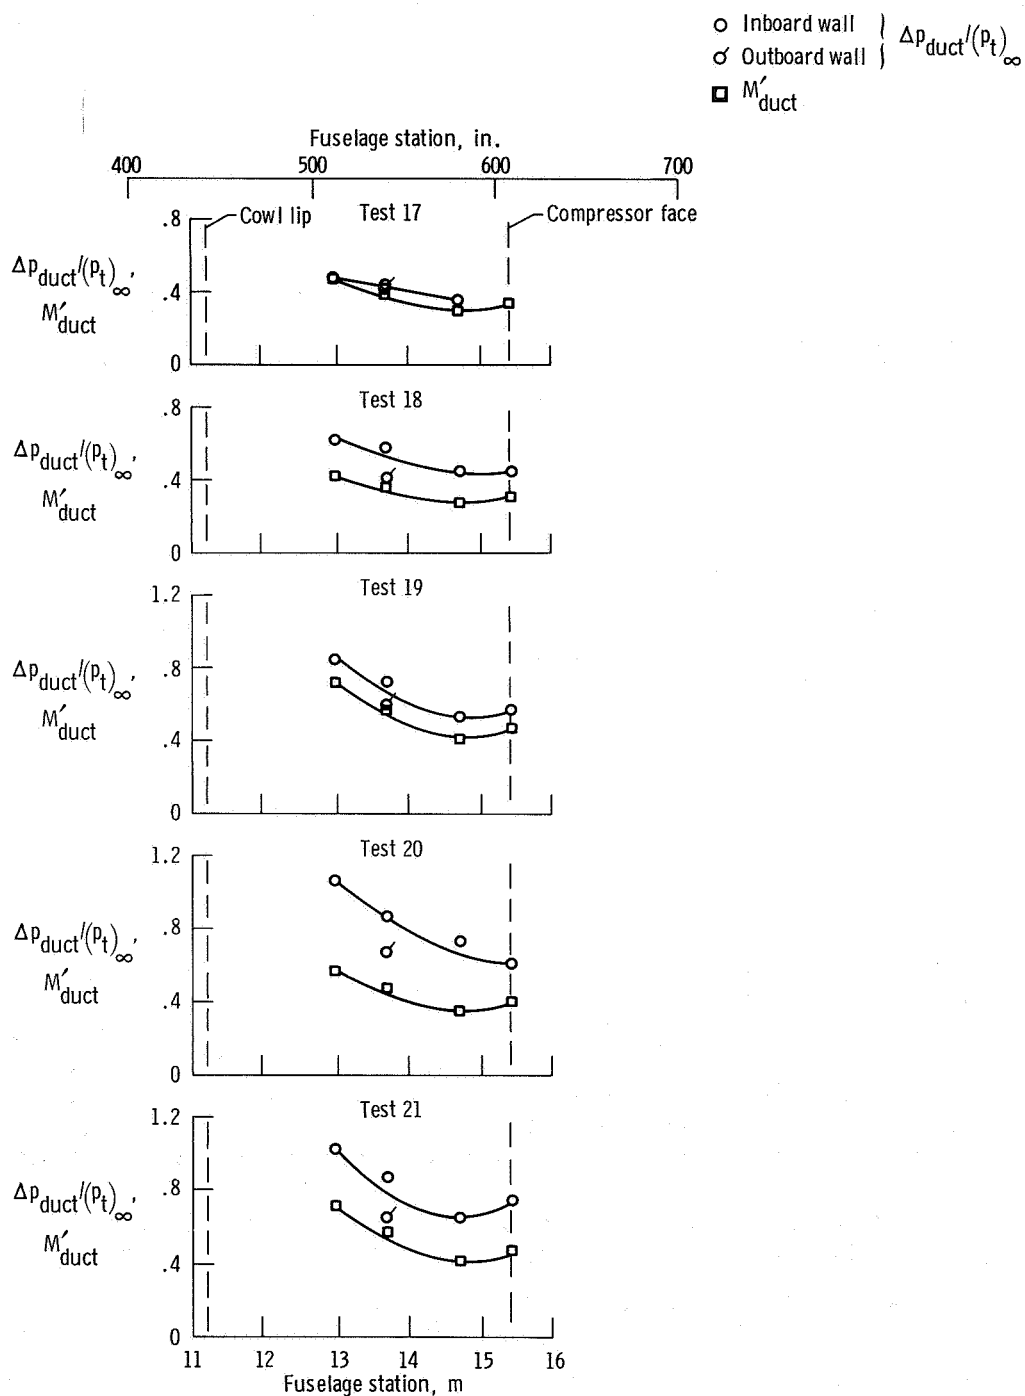 Inboard wall
Outboard wall
Δp_duct/(p_t)_∞
M′_duct
Fuselage station, in.
400 500 600 700
Cowl lip
Test 17
Compressor face
.8
Δp_duct/(p_t)_∞,
.4
M′_duct
0
Test 18
.8
Δp_duct/(p_t)_∞,
.4
M′_duct
0
Test 19
1.2
.8
Δp_duct/(p_t)_∞,
M′_duct
.4
0
Test 20
1.2
.8
Δp_duct/(p_t)_∞,
M′_duct
.4
0
Test 21
1.2
.8
Δp_duct/(p_t)_∞,
M′_duct
.4
0
11 12 13 14 15 16
Fuselage station, m